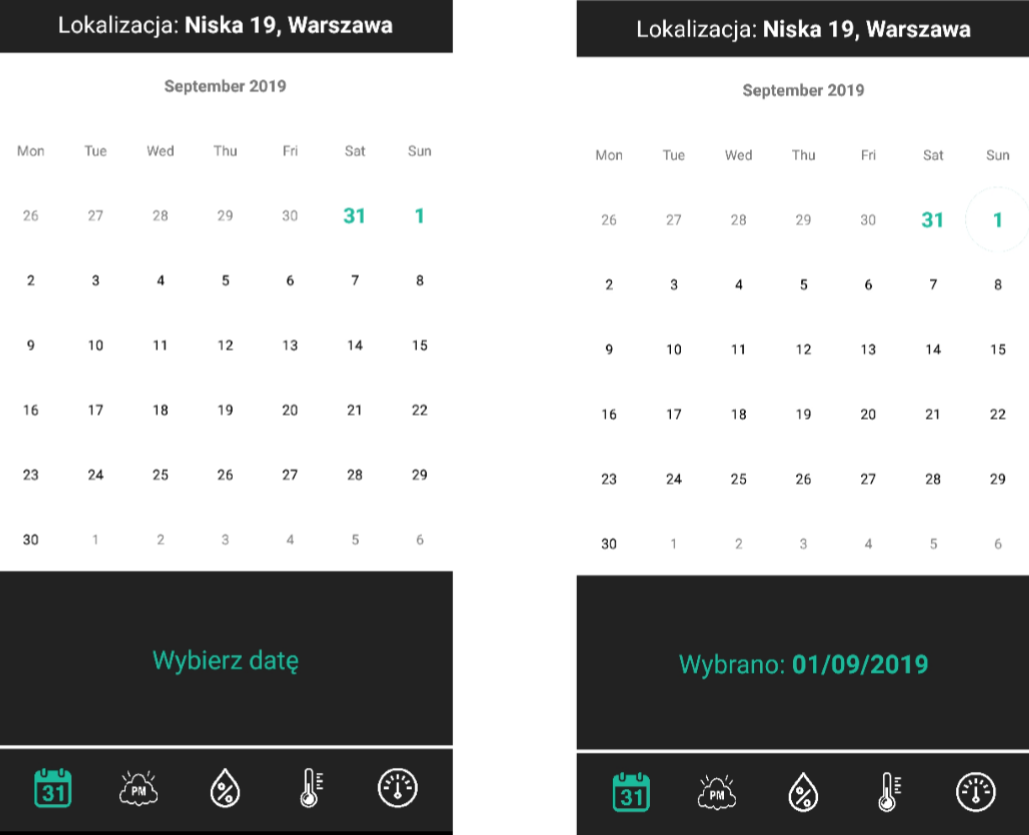 Lokalizacja: Niska 19, Warszawa
September 2019
Mon Tue Wed Thu Fri Sat Sun
26 27 28 29 30 31 1
2 3 4 5 6 7 8
9 10 11 12 13 14 15
16 17 18 19 20 21 22
23 24 25 26 27 28 29
30 1 2 3 4 5 6
Wybierz datę
31 PM %
Lokalizacja: Niska 19, Warszawa
September 2019
Mon Tue Wed Thu Fri Sat Sun
26 27 28 29 30 31 1
2 3 4 5 6 7 8
9 10 11 12 13 14 15
16 17 18 19 20 21 22
23 24 25 26 27 28 29
30 1 2 3 4 5 6
Wybrano: 01/09/2019
31 PM %